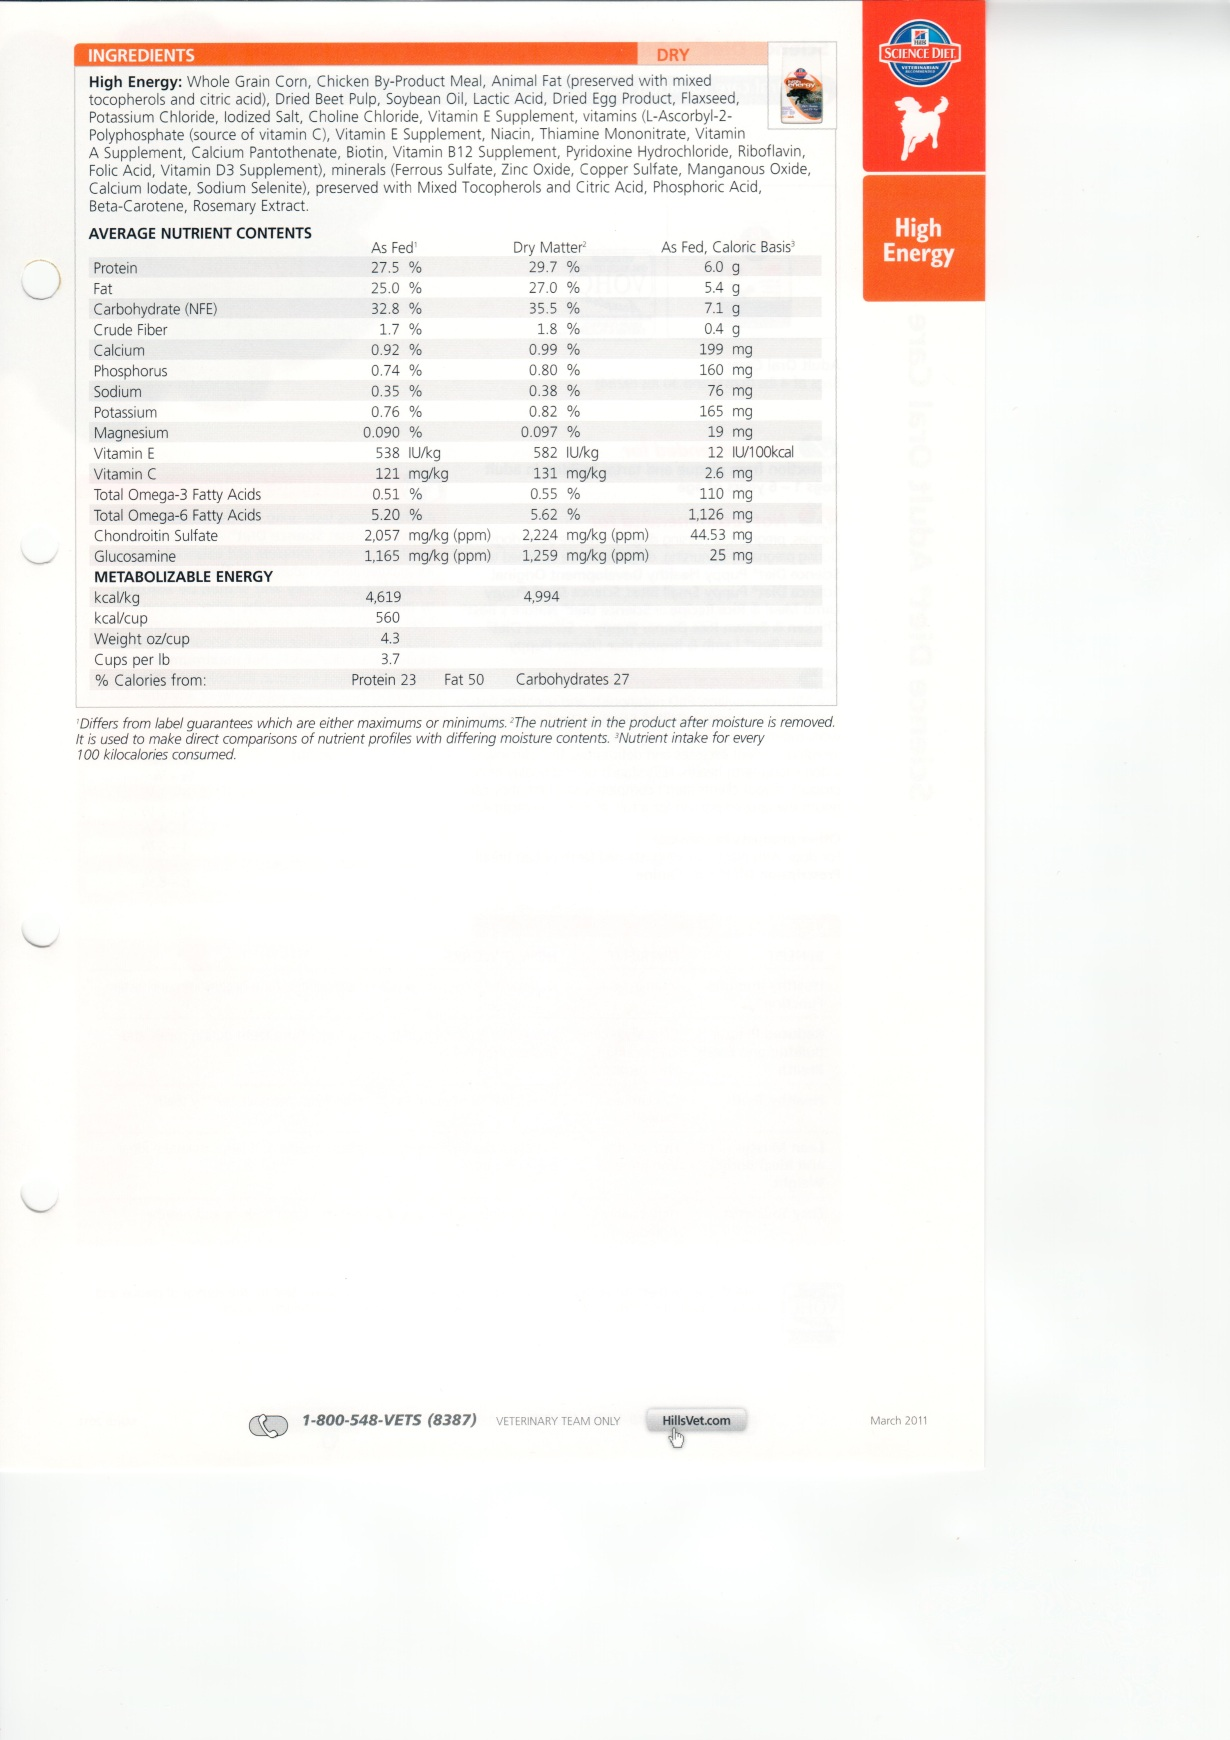 INGREDIENTS DRY
High Energy: Whole Grain Corn, Chicken By-Product Meal, Animal Fat (preserved with mixed
tocopherols and citric acid), Dried Beet Pulp, Soybean Oil, Lactic Acid, Dried Egg Product, Flaxseed,
Potassium Chloride, Iodized Salt, Choline Chloride, Vitamin E Supplement, vitamins (L-Ascorbyl-2-
Polyphosphate (source of vitamin C), Vitamin E Supplement, Niacin, Thiamine Mononitrate, Vitamin
A Supplement, Calcium Pantothenate, Biotin, Vitamin B12 Supplement, Pyridoxine Hydrochloride, Riboflavin,
Folic Acid, Vitamin D3 Supplement), minerals (Ferrous Sulfate, Zinc Oxide, Copper Sulfate, Manganous Oxide,
Calcium Iodate, Sodium Selenite), preserved with Mixed Tocopherols and Citric Acid, Phosphoric Acid,
Beta-Carotene, Rosemary Extract.
AVERAGE NUTRIENT CONTENTS
As Fed¹ Dry Matter² As Fed, Caloric Basis³
Protein 27.5 % 29.7 % 6.0 g
Fat 25.0 % 27.0 % 5.4 g
Carbohydrate (NFE) 32.8 % 35.5 % 7.1 g
Crude Fiber 1.7 % 1.8 % 0.4 g
Calcium 0.92 % 0.99 % 199 mg
Phosphorus 0.74 % 0.80 % 160 mg
Sodium 0.35 % 0.38 % 76 mg
Potassium 0.76 % 0.82 % 165 mg
Magnesium 0.090 % 0.097 % 19 mg
Vitamin E 538 IU/kg 582 IU/kg 12 IU/100kcal
Vitamin C 121 mg/kg 131 mg/kg 2.6 mg
Total Omega-3 Fatty Acids 0.51 % 0.55 % 110 mg
Total Omega-6 Fatty Acids 5.20 % 5.62 % 1,126 mg
Chondroitin Sulfate 2,057 mg/kg (ppm) 2,224 mg/kg (ppm) 44.53 mg
Glucosamine 1,165 mg/kg (ppm) 1,259 mg/kg (ppm) 25 mg
METABOLIZABLE ENERGY
kcal/kg 4,619 4,994
kcal/cup 560
Weight oz/cup 4.3
Cups per lb 3.7
% Calories from: Protein 23 Fat 50 Carbohydrates 27
¹Differs from label guarantees which are either maximums or minimums. ²The nutrient in the product after moisture is removed.
It is used to make direct comparisons of nutrient profiles with differing moisture contents. ³Nutrient intake for every
100 kilocalories consumed.
Hill's
SCIENCE DIET
VETERINARIAN
RECOMMENDED
High
Energy
1-800-548-VETS (8387) VETERINARY TEAM ONLY HillsVet.com March 2011